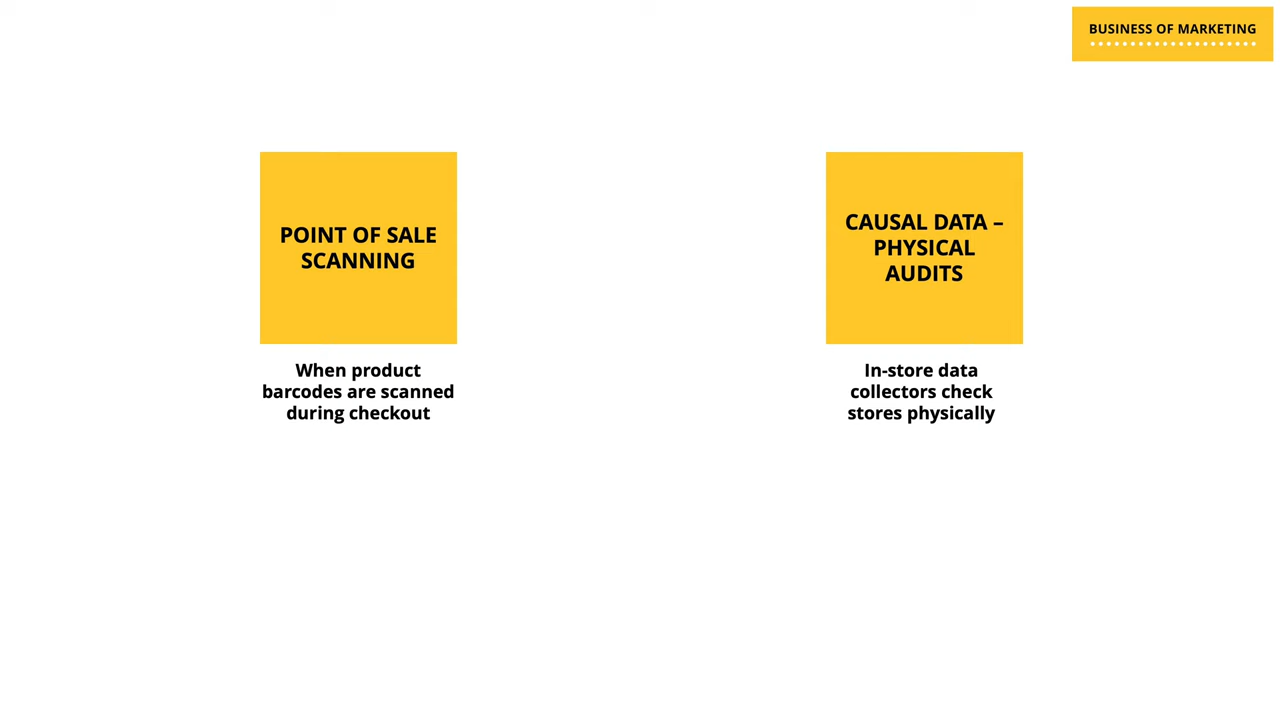 BUSINESS OF MARKETING
POINT OF SALE
SCANNING
When product
barcodes are scanned
during checkout
CAUSAL DATA –
PHYSICAL
AUDITS
In-store data
collectors check
stores physically